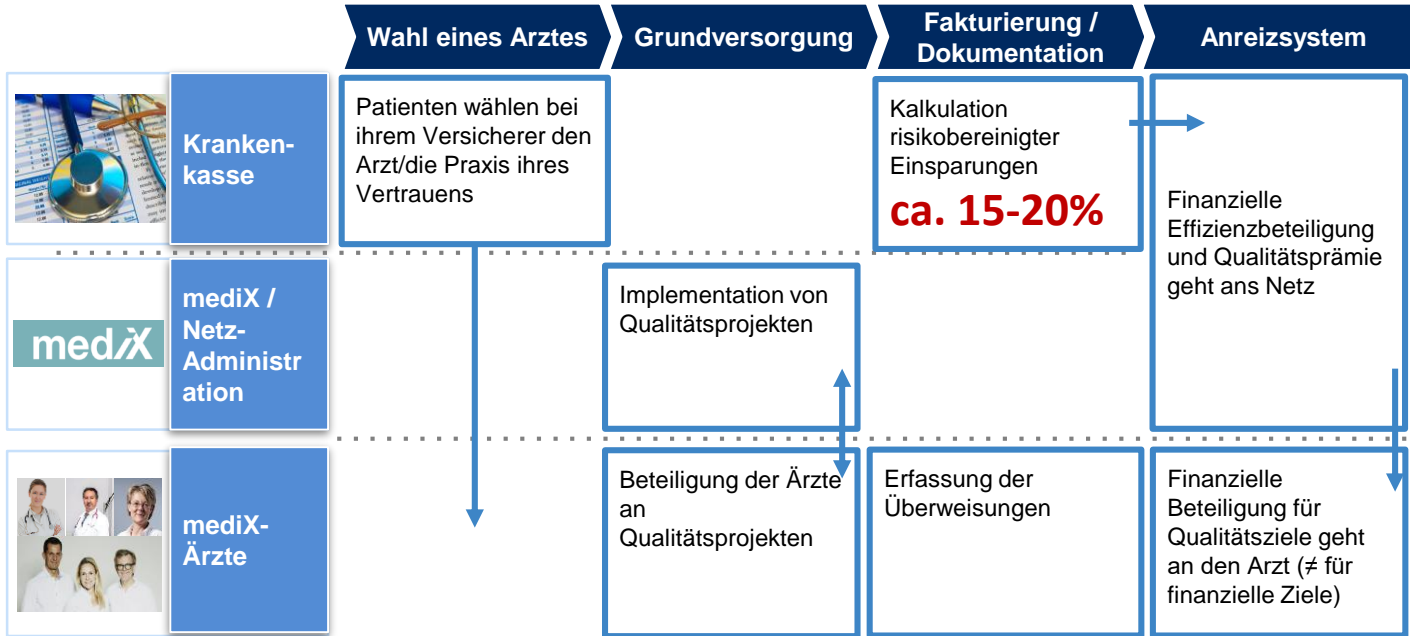 Wahl eines Arztes
Grundversorgung
Fakturierung /
Dokumentation
Anreizsystem
Kranken-
kasse
Patienten wählen bei
ihrem Versicherer den
Arzt/die Praxis ihres
Vertrauens
Kalkulation
risikobereinigter
Einsparungen
ca. 15-20%
Finanzielle
Effizienzbeteiligung
und Qualitätsprämie
geht ans Netz
mediX
mediX /
Netz-
Administr
ation
Implementation von
Qualitätsprojekten
mediX-
Ärzte
Beteiligung der Ärzte
an
Qualitätsprojekten
Erfassung der
Überweisungen
Finanzielle
Beteiligung für
Qualitätsziele geht
an den Arzt (≠ für
finanzielle Ziele)